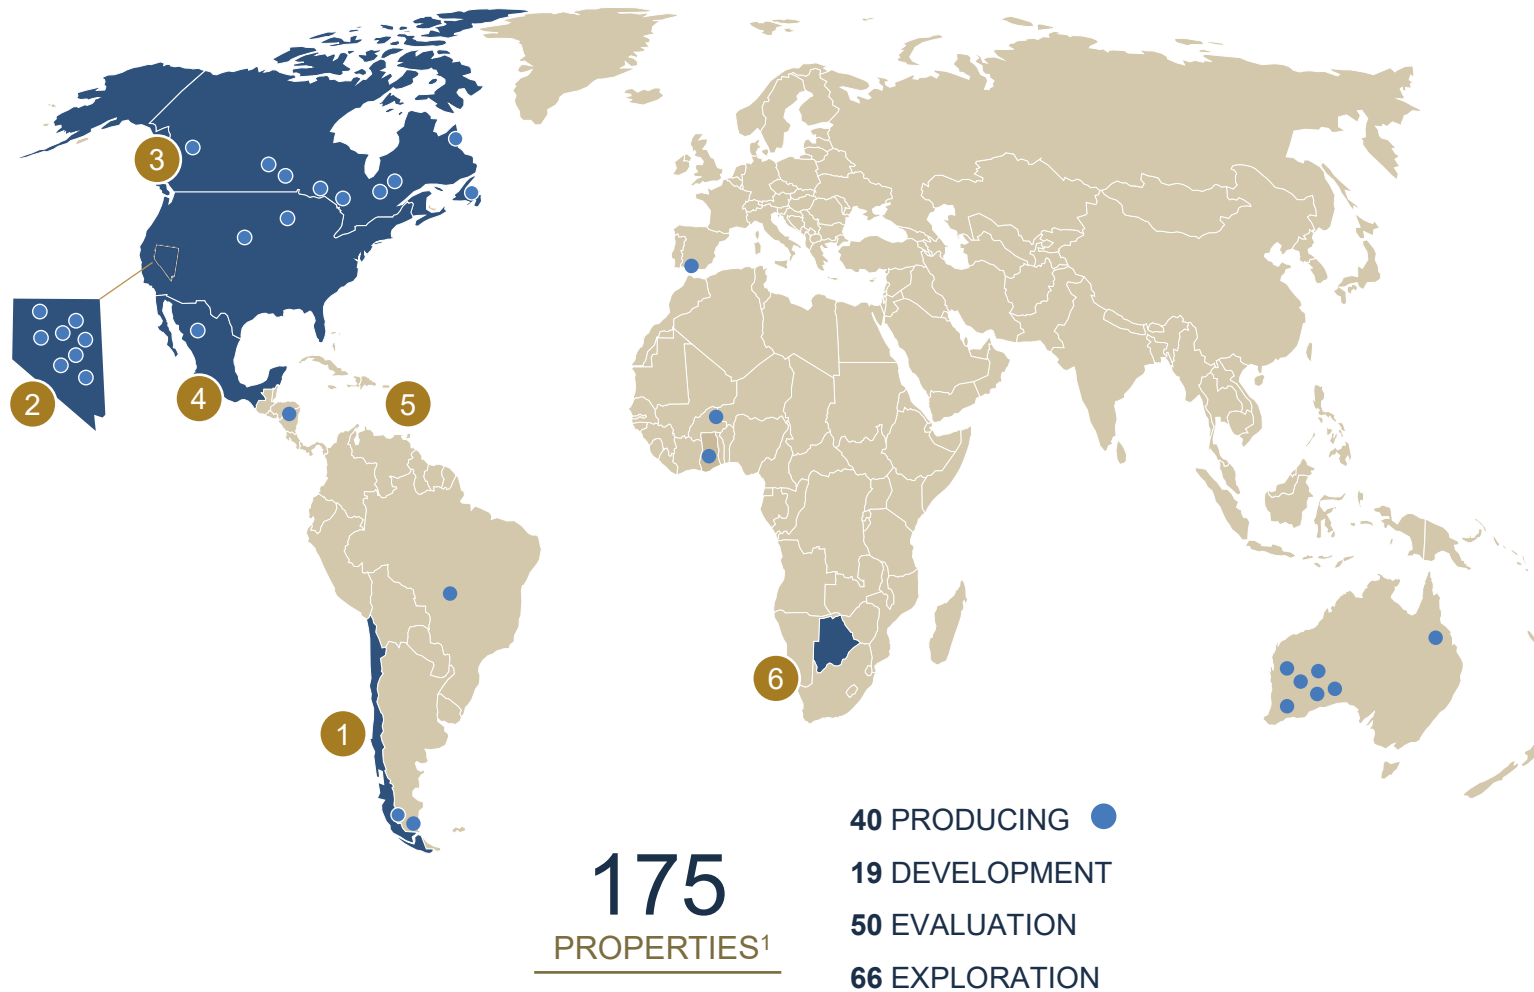 3
2
4
5
6
1
175
PROPERTIES¹
40 PRODUCING
19 DEVELOPMENT
50 EVALUATION
66 EXPLORATION